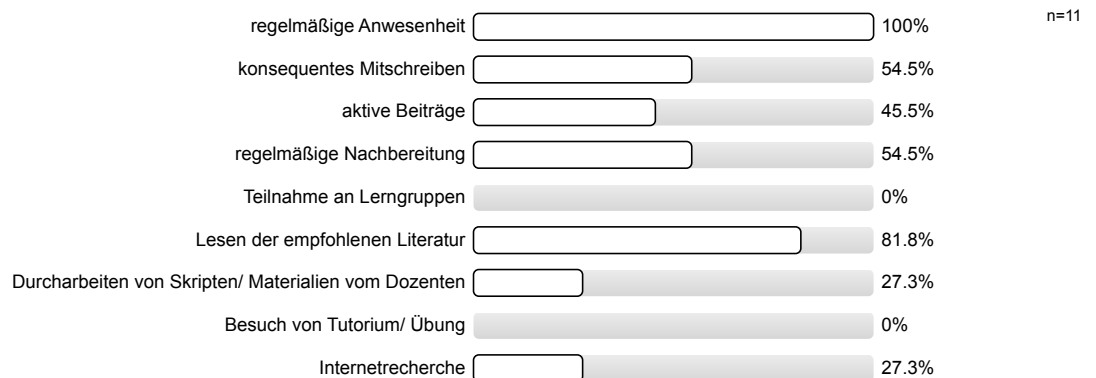 regelmäßige Anwesenheit 100% n=11
konsequentes Mitschreiben 54.5%
aktive Beiträge 45.5%
regelmäßige Nachbereitung 54.5%
Teilnahme an Lerngruppen 0%
Lesen der empfohlenen Literatur 81.8%
Durcharbeiten von Skripten/ Materialien vom Dozenten 27.3%
Besuch von Tutorium/ Übung 0%
Internetrecherche 27.3%